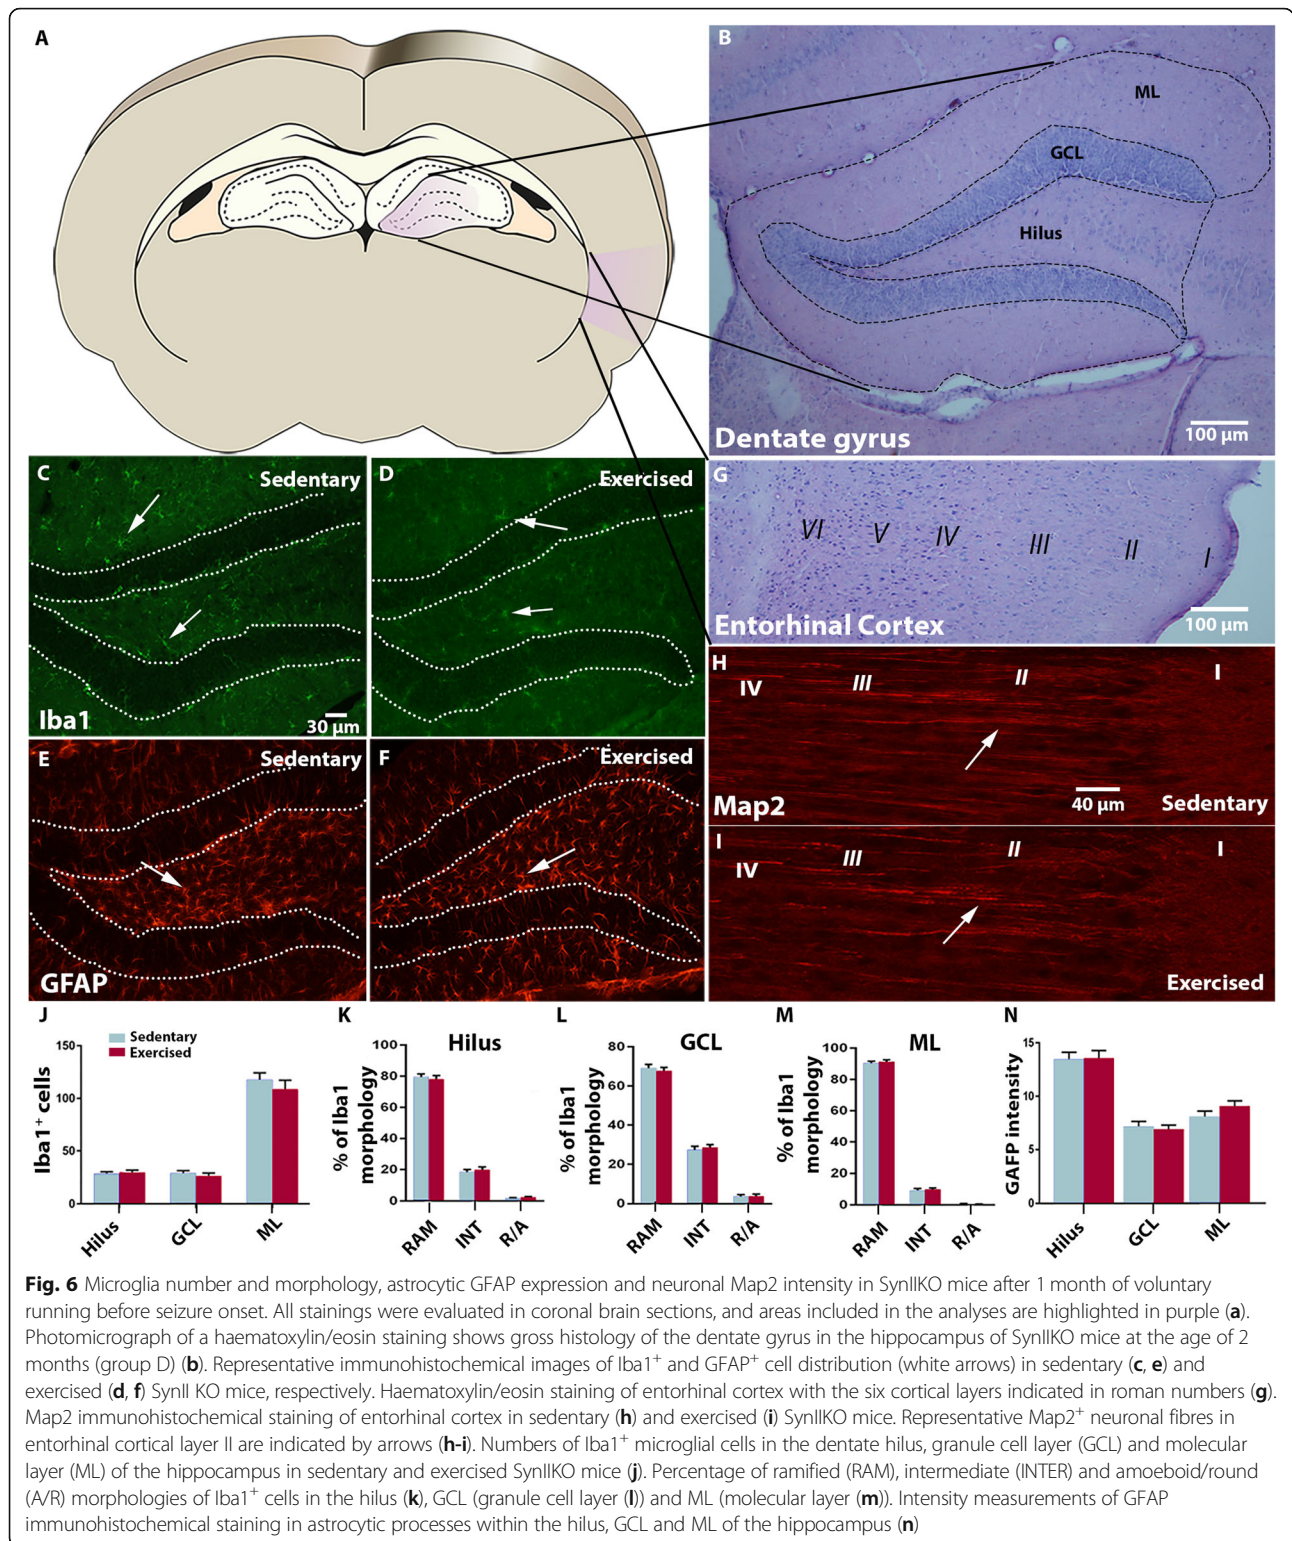 A
B
ML
GCL
Hilus
Dentate gyrus
100 µm
C
Sedentary
D
Exercised
Iba1
30 µm
G
VI
V
IV
III
II
I
Entorhinal Cortex
100 µm
H
IV
III
II
I
Map2
40 µm
Sedentary
E
Sedentary
F
Exercised
GFAP
I
IV
III
II
I
Exercised
J
Sedentary
Exercised
Iba1⁺ cells
150
100
50
0
Hilus
GCL
ML
K
Hilus
% of Iba1
morphology
100
80
60
40
20
0
RAM
INT
R/A
L
GCL
% of Iba1
morphology
80
60
40
20
0
RAM
INT
R/A
M
ML
% of Iba1
morphology
100
80
60
40
20
0
RAM
INT
R/A
N
GAFP intensity
15
10
5
0
Hilus
GCL
ML
Fig. 6 Microglia number and morphology, astrocytic GFAP expression and neuronal Map2 intensity in SynIIKO mice after 1 month of voluntary
running before seizure onset. All stainings were evaluated in coronal brain sections, and areas included in the analyses are highlighted in purple (a).
Photomicrograph of a haematoxylin/eosin staining shows gross histology of the dentate gyrus in the hippocampus of SynIIKO mice at the age of 2
months (group D) (b). Representative immunohistochemical images of Iba1⁺ and GFAP⁺ cell distribution (white arrows) in sedentary (c, e) and
exercised (d, f) SynII KO mice, respectively. Haematoxylin/eosin staining of entorhinal cortex with the six cortical layers indicated in roman numbers (g).
Map2 immunohistochemical staining of entorhinal cortex in sedentary (h) and exercised (i) SynIIKO mice. Representative Map2⁺ neuronal fibres in
entorhinal cortical layer II are indicated by arrows (h-i). Numbers of Iba1⁺ microglial cells in the dentate hilus, granule cell layer (GCL) and molecular
layer (ML) of the hippocampus in sedentary and exercised SynIIKO mice (j). Percentage of ramified (RAM), intermediate (INTER) and amoeboid/round
(A/R) morphologies of Iba1⁺ cells in the hilus (k), GCL (granule cell layer (l)) and ML (molecular layer (m)). Intensity measurements of GFAP
immunohistochemical staining in astrocytic processes within the hilus, GCL and ML of the hippocampus (n)